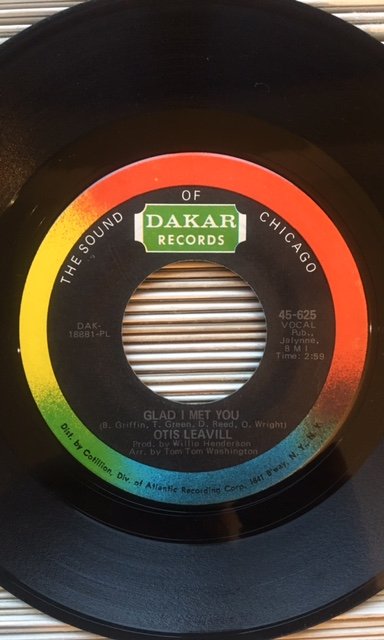 THE SOUND OF CHICAGO
DAKAR
RECORDS
DAK-
18881-PL
45-625
VOCAL
Pub.,
Jalynne,
B M I
Time: 2:59
GLAD I MET YOU
(B. Griffin, T. Green, D. Reed, O. Wright)
OTIS LEAVILL
Prod. by Willie Henderson
Arr. by Tom Tom Washington
Dist. by Cotillion, Div. of Atlantic Recording Corp. 1841 B'way, N. Y., N. Y.